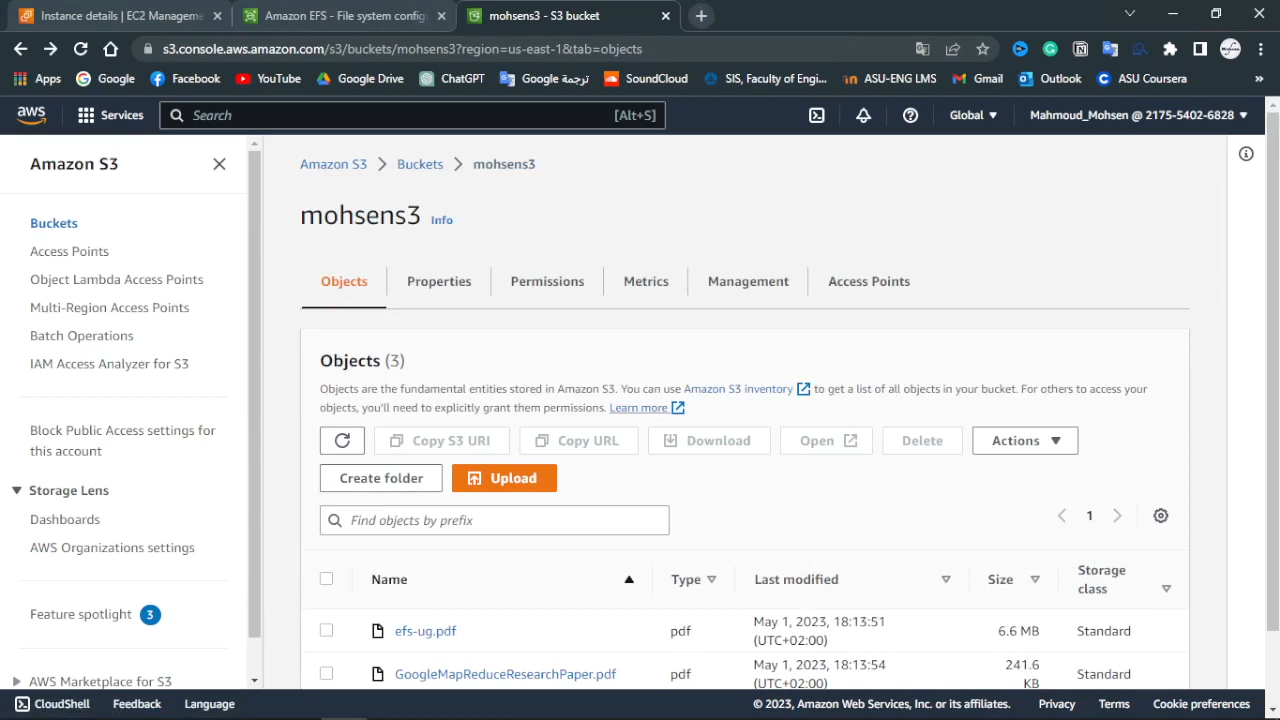 Instance details | EC2 Manageme
Amazon EFS - File system config
mohsens3 - S3 bucket
s3.console.aws.amazon.com/s3/buckets/mohsens3?region=us-east-1&tab=objects
Apps
Google
Facebook
YouTube
Google Drive
ChatGPT
ترجمة Google
SoundCloud
SIS, Faculty of Engi...
ASU-ENG LMS
Gmail
Outlook
ASU Coursera
aws
Services
Search
[Alt+S]
Global
Mahmoud_Mohsen @ 2175-5402-6828
Amazon S3
Buckets
Access Points
Object Lambda Access Points
Multi-Region Access Points
Batch Operations
IAM Access Analyzer for S3
Block Public Access settings for
this account
Storage Lens
Dashboards
AWS Organizations settings
Feature spotlight 3
AWS Marketplace for S3
Amazon S3 > Buckets > mohsens3
mohsens3 Info
Objects
Properties
Permissions
Metrics
Management
Access Points
Objects (3)
Objects are the fundamental entities stored in Amazon S3. You can use Amazon S3 inventory to get a list of all objects in your bucket. For others to access your
objects, you'll need to explicitly grant them permissions. Learn more
Copy S3 URI
Copy URL
Download
Open
Delete
Actions
Create folder
Upload
Find objects by prefix
1
Name
Type
Last modified
Size
Storage
class
efs-ug.pdf
pdf
May 1, 2023, 18:13:51
(UTC+02:00)
6.6 MB
Standard
GoogleMapReduceResearchPaper.pdf
pdf
May 1, 2023, 18:13:54
(UTC+02:00)
241.6
KB
Standard
CloudShell
Feedback
Language
© 2023, Amazon Web Services, Inc. or its affiliates.
Privacy
Terms
Cookie preferences